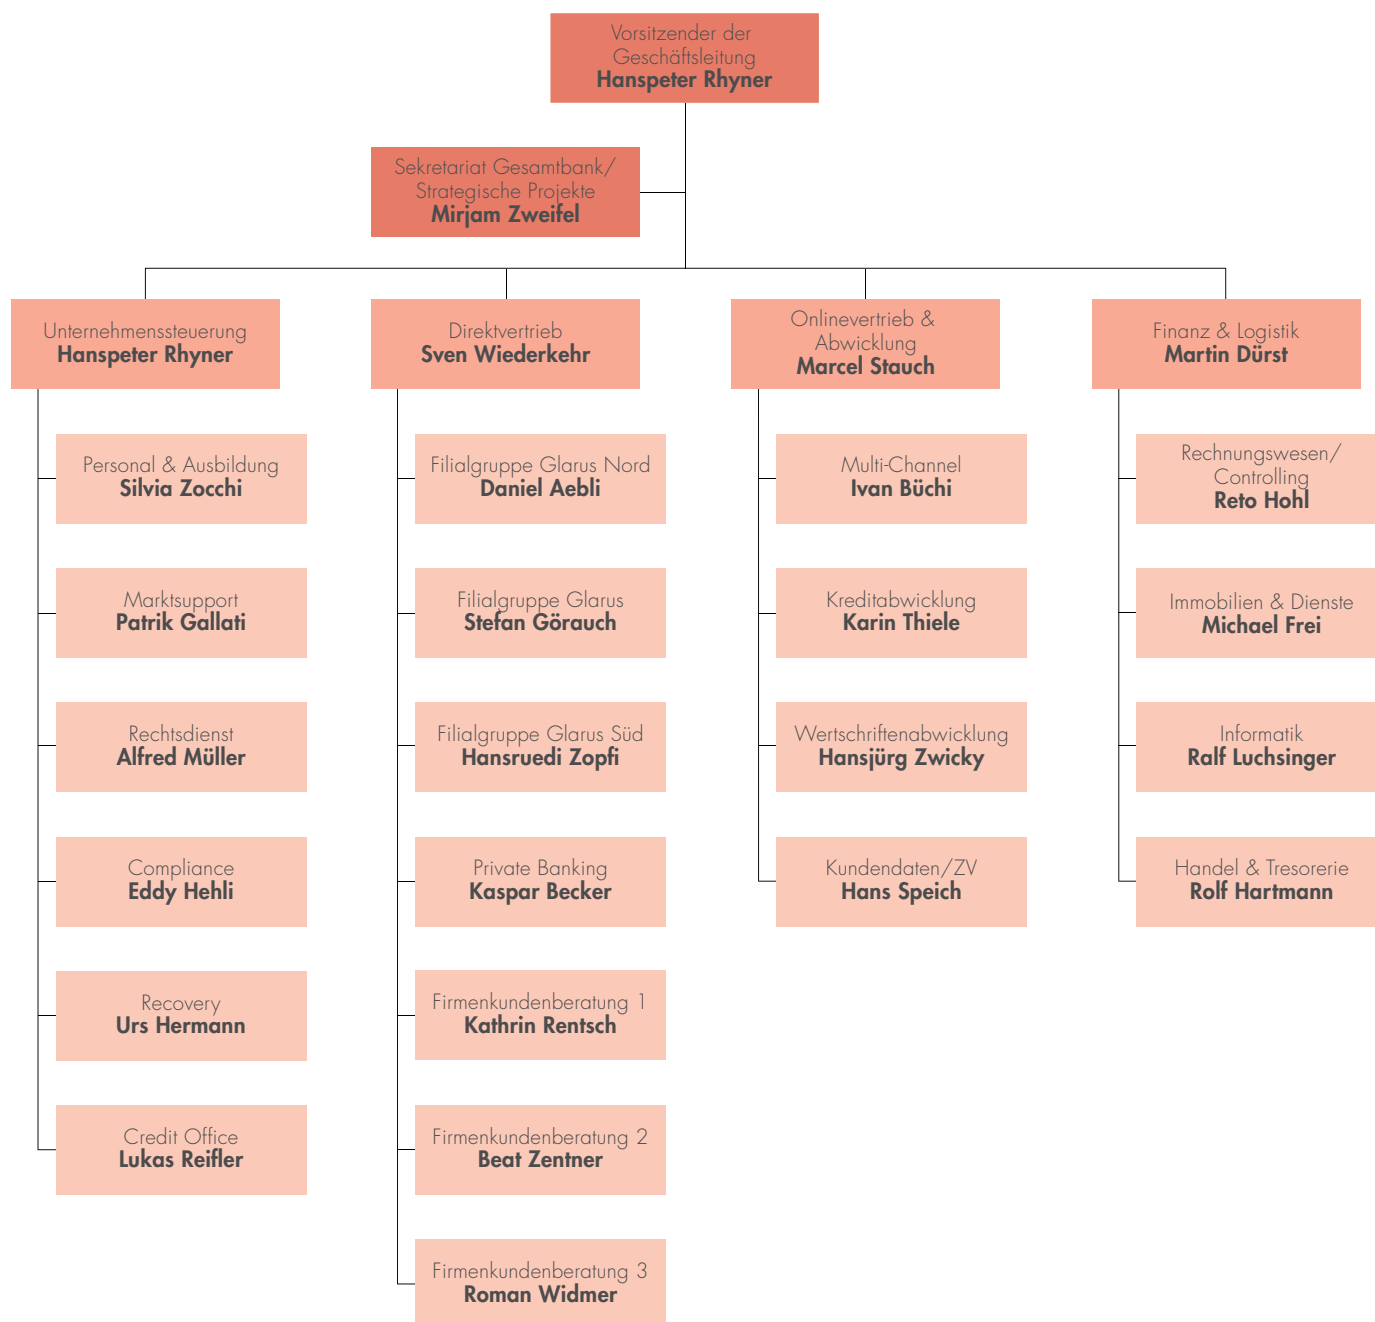 Vorsitzender der
Geschäftsleitung
Hanspeter Rhyner
Sekretariat Gesamtbank/
Strategische Projekte
Mirjam Zweifel
Unternehmenssteuerung
Hanspeter Rhyner
Personal & Ausbildung
Silvia Zocchi
Marktsupport
Patrik Gallati
Rechtsdienst
Alfred Müller
Compliance
Eddy Hehli
Recovery
Urs Hermann
Credit Office
Lukas Reifler
Direktvertrieb
Sven Wiederkehr
Filialgruppe Glarus Nord
Daniel Aebli
Filialgruppe Glarus
Stefan Görauch
Filialgruppe Glarus Süd
Hansruedi Zopfi
Private Banking
Kaspar Becker
Firmenkundenberatung 1
Kathrin Rentsch
Firmenkundenberatung 2
Beat Zentner
Firmenkundenberatung 3
Roman Widmer
Onlinevertrieb &
Abwicklung
Marcel Stauch
Multi-Channel
Ivan Büchi
Kreditabwicklung
Karin Thiele
Wertschriftenabwicklung
Hansjürg Zwicky
Kundendaten/ZV
Hans Speich
Finanz & Logistik
Martin Dürst
Rechnungswesen/
Controlling
Reto Hohl
Immobilien & Dienste
Michael Frei
Informatik
Ralf Luchsinger
Handel & Tresorerie
Rolf Hartmann